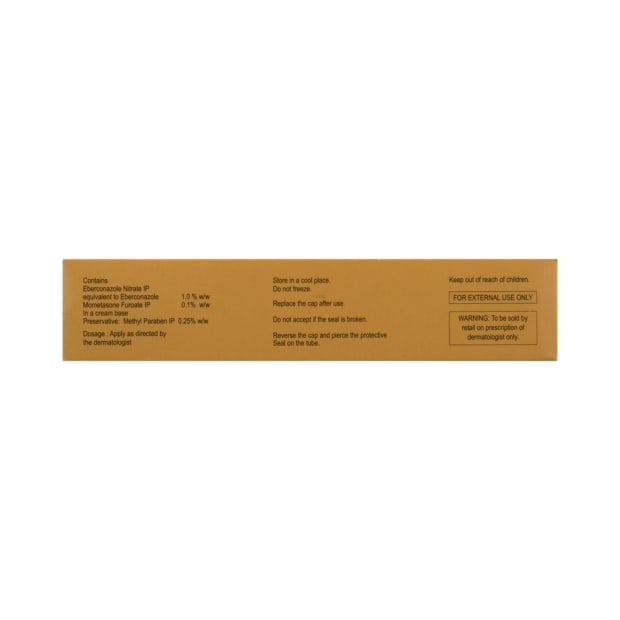 Contains
Eberconazole Nitrate IP
equivalent to Eberconazole 1.0 % w/w
Mometasone Furoate IP 0.1% w/w
In a cream base
Preservative: Methyl Paraben IP 0.25% w/w
Dosage : Apply as directed by
the dermatologist
Store in a cool place.
Do not freeze.
Replace the cap after use.
Do not accept if the seal is broken.
Reverse the cap and pierce the protective
Seal on the tube.
Keep out of reach of children.
FOR EXTERNAL USE ONLY
WARNING: To be sold by
retail on prescription of
dermatologist only.